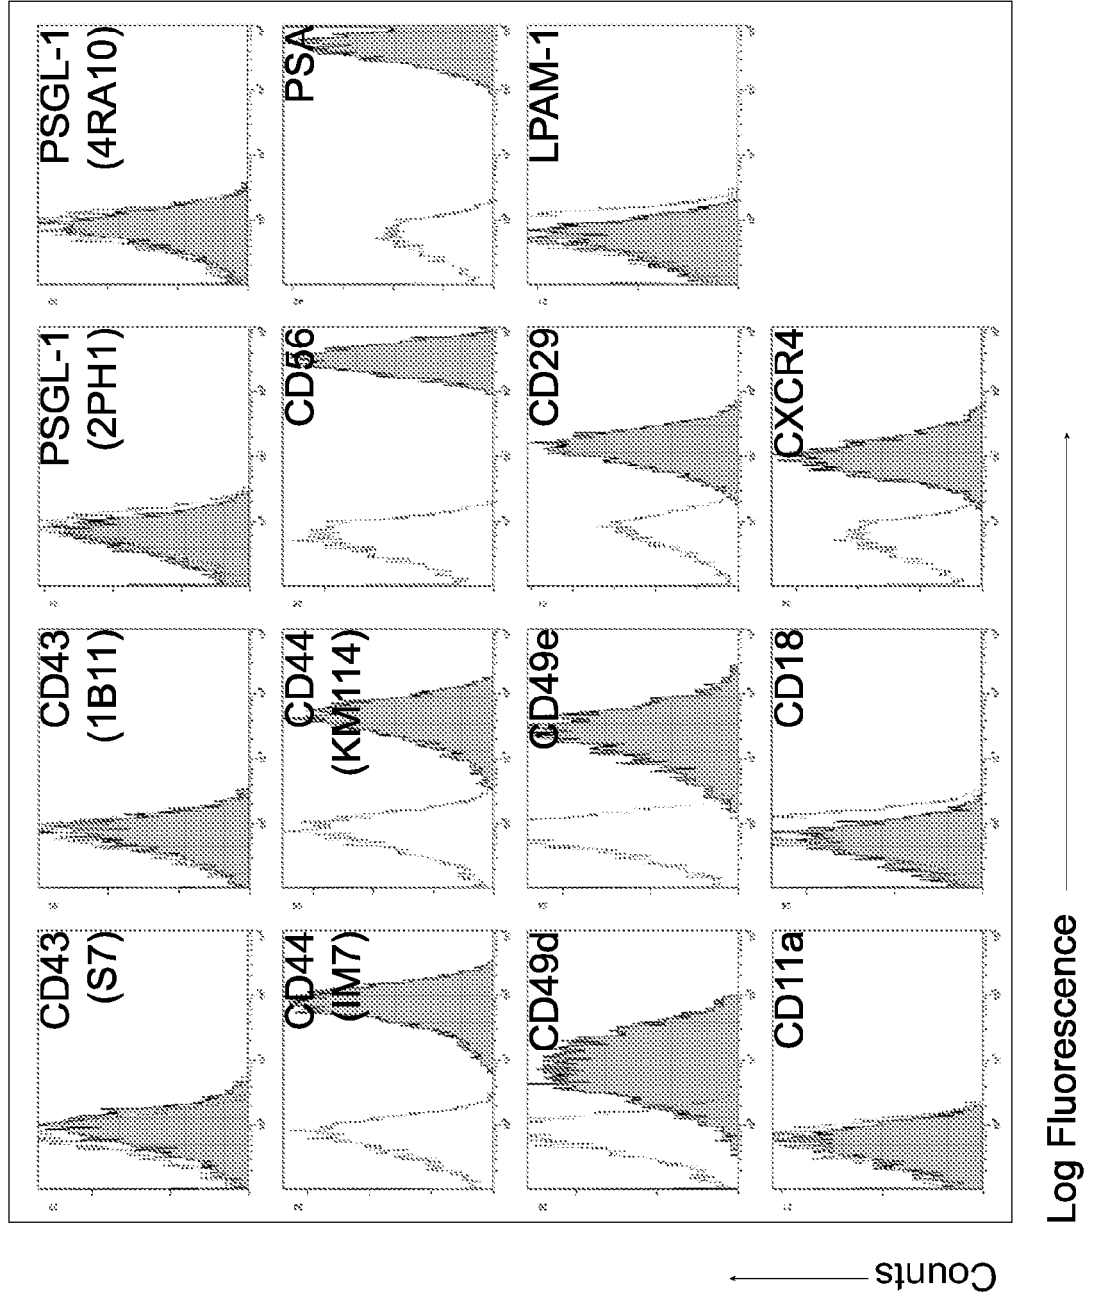 CD43
(S7)
CD43
(1B11)
PSGL-1
(2PH1)
PSGL-1
(4RA10)
CD44
(IM7)
CD44
(KM114)
CD56
PSA
CD49d
CD49e
CD29
LPAM-1
CD11a
CD18
CXCR4
Counts
Log Fluorescence